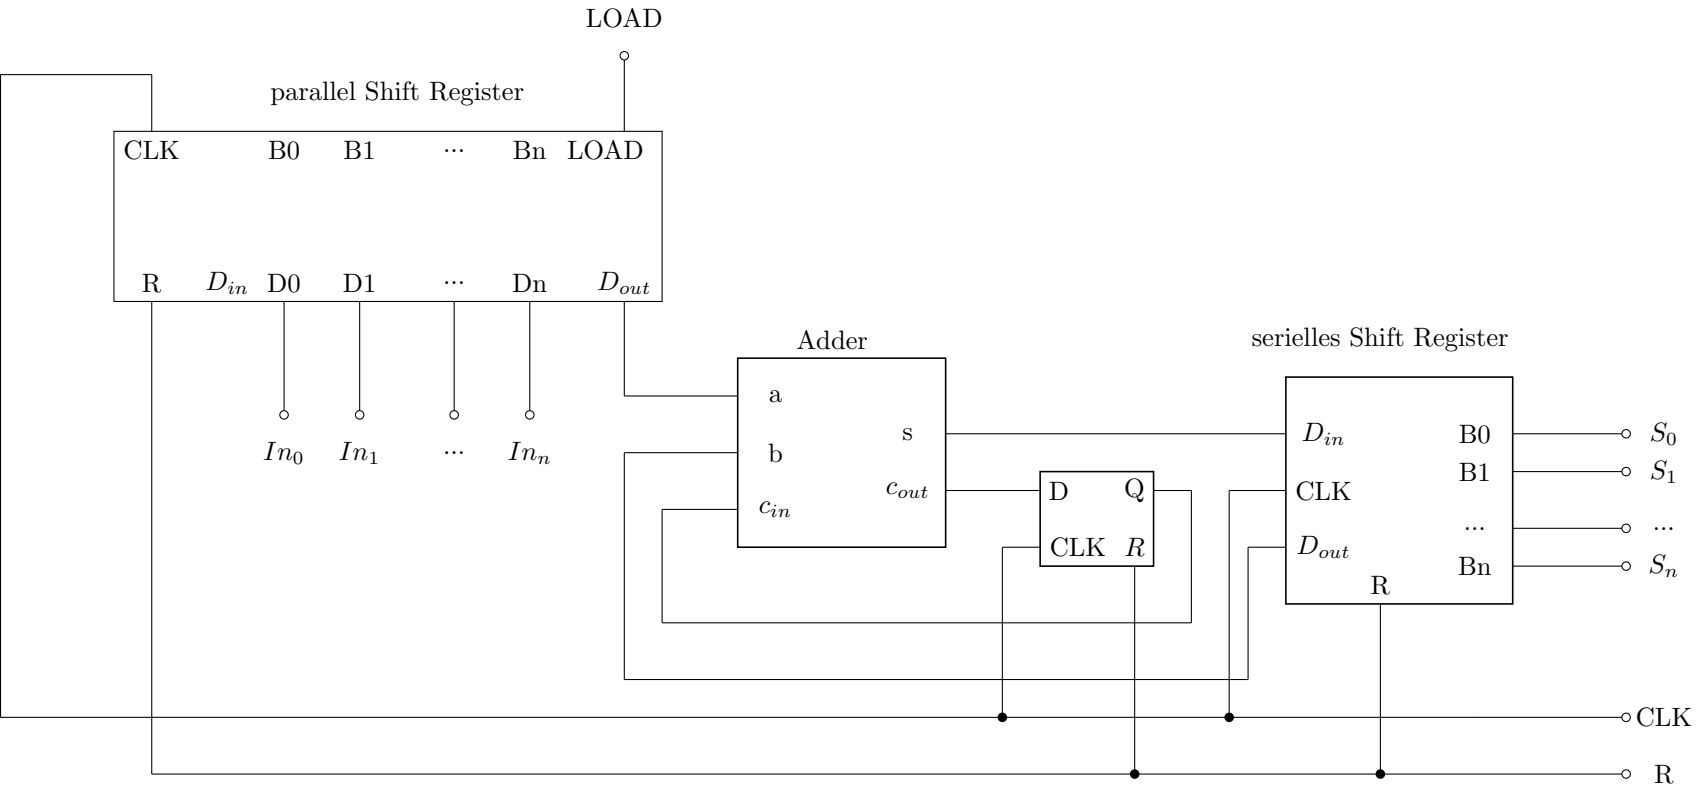 LOAD
parallel Shift Register
CLK B0 B1 ... Bn LOAD
R D_in D0 D1 ... Dn D_out
In_0 In_1 ... In_n
Adder
a
b
c_in
s
c_out
D Q
CLK R
serielles Shift Register
D_in B0 S_0
B1 S_1
CLK
... ...
D_out
Bn S_n
R
CLK
R